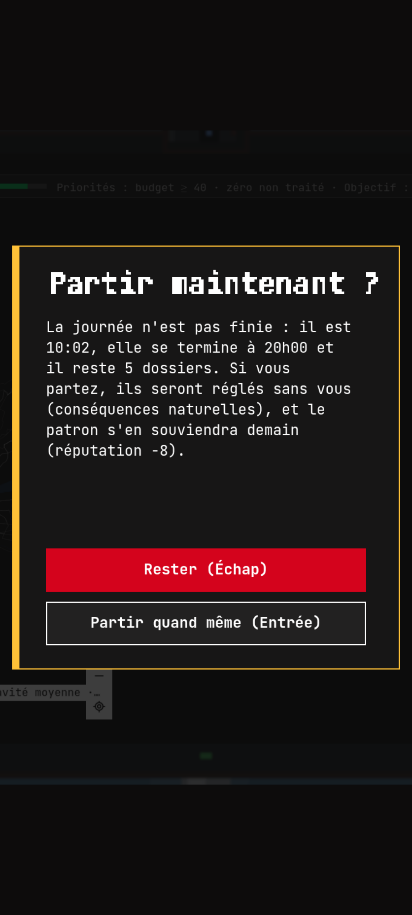 Priorités : budget ≥ 40 · zéro non traité · Objectif :
Partir maintenant ?
La journée n'est pas finie : il est
10:02, elle se termine à 20h00 et
il reste 5 dossiers. Si vous
partez, ils seront réglés sans vous
(conséquences naturelles), et le
patron s'en souviendra demain
(réputation -8).
Rester (Échap)
Partir quand même (Entrée)
avité moyenne ·…